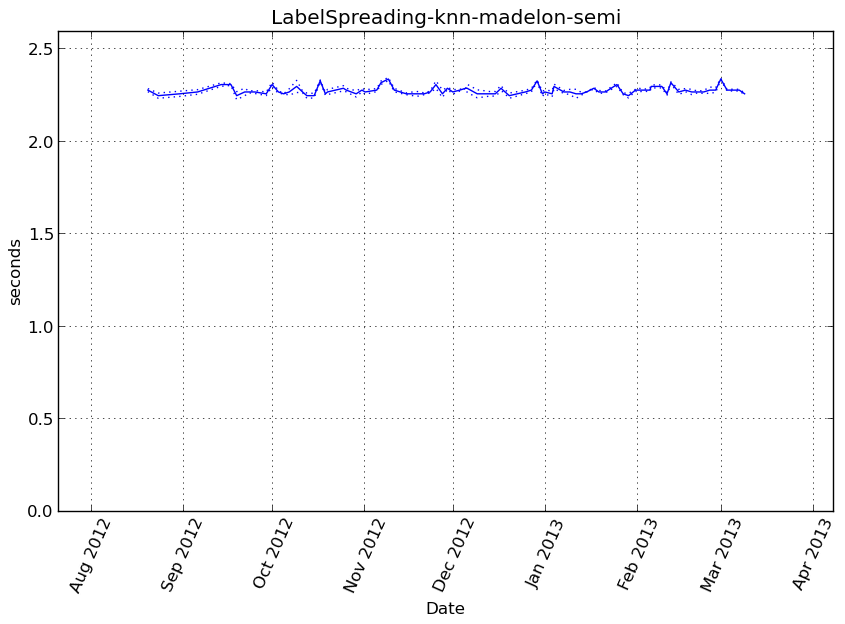 LabelSpreading-knn-madelon-semi
2.5
2.0
1.5
1.0
0.5
0.0
seconds
Aug 2012
Sep 2012
Oct 2012
Nov 2012
Dec 2012
Jan 2013
Feb 2013
Mar 2013
Apr 2013
Date